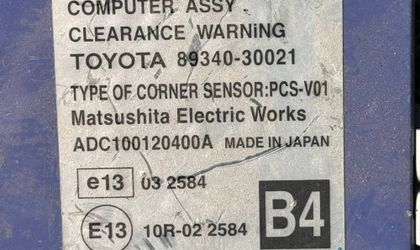 COMPUTER ASSY
CLEARANCE WARNiNG
TOYOTA 89340-30021
TYPE OF CORNER SENSOR:PCS-V01
Matsushita Electric Works
ADC100120400A MADE IN JAPAN
e13 03 2584
E13 10R-02 2584
B4